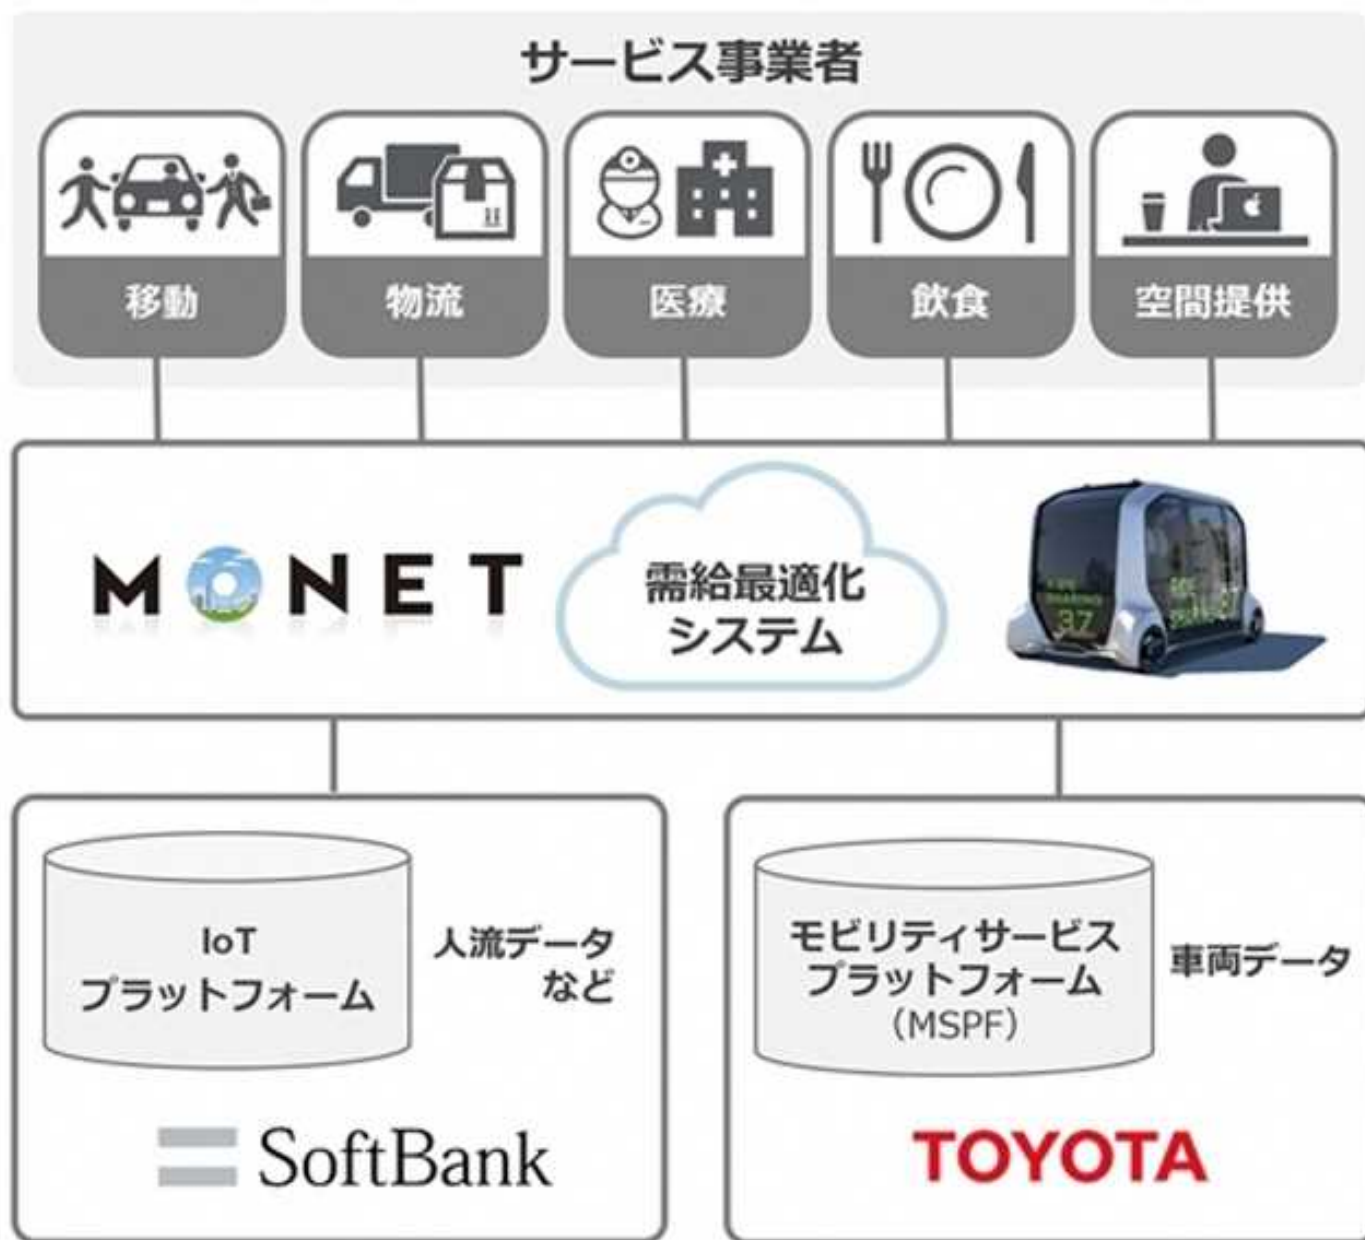 サービス事業者
移動
物流
医療
飲食
空間提供
MONET
需給最適化
システム
37
IoT
プラットフォーム
人流データ
など
モビリティサービス
プラットフォーム
（MSPF）
車両データ
SoftBank
TOYOTA